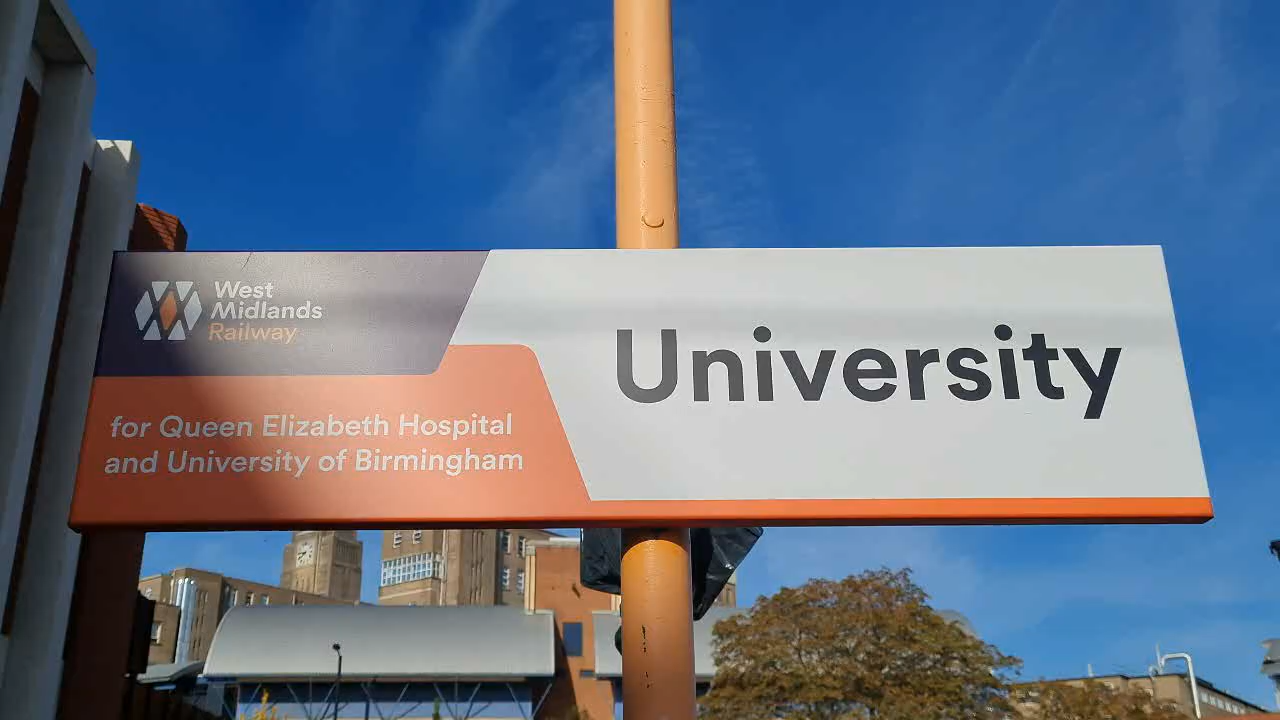 West
Midlands
Railway
for Queen Elizabeth Hospital
and University of Birmingham
University